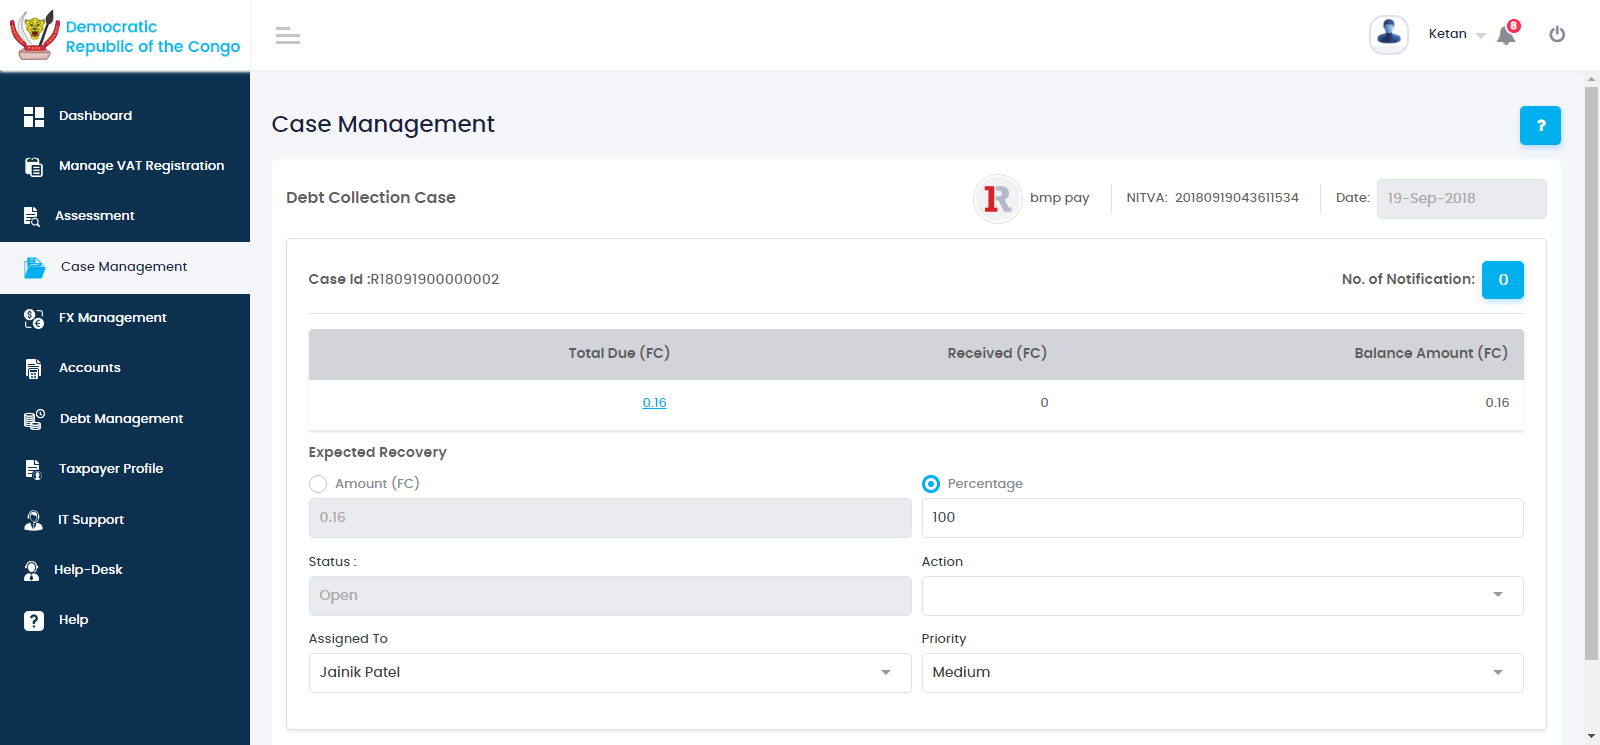 Democratic
Republic of the Congo
Ketan
8
Dashboard
Manage VAT Registration
Assessment
Case Management
FX Management
Accounts
Debt Management
Taxpayer Profile
IT Support
Help-Desk
Help
Case Management
?
Debt Collection Case
1R
bmp pay
NITVA: 20180919043611534
Date: 19-Sep-2018
Case Id :R18091900000002
No. of Notification: 0
Total Due (FC) Received (FC) Balance Amount (FC)
0.16 0 0.16
Expected Recovery
Amount (FC) Percentage
0.16 100
Status : Action
Open
Assigned To Priority
Jainik Patel Medium